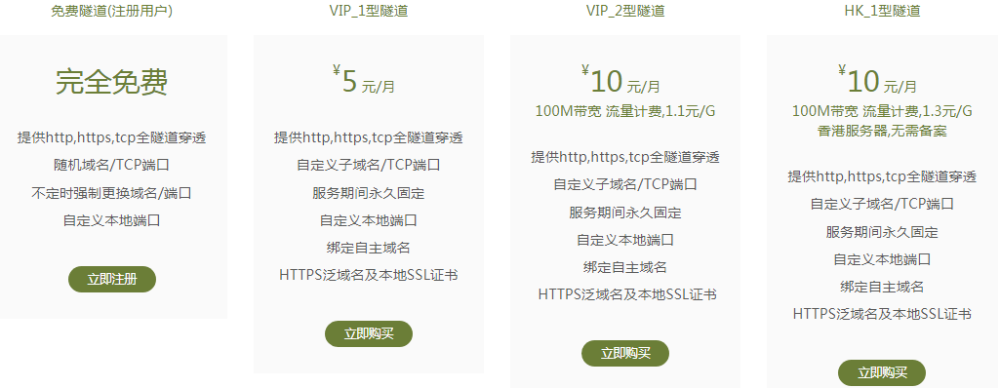 免费隧道(注册用户)
完全免费
提供http,https,tcp全隧道穿透
随机域名/TCP端口
不定时强制更换域名/端口
自定义本地端口
立即注册
VIP_1型隧道
¥5 元/月
提供http,https,tcp全隧道穿透
自定义子域名/TCP端口
服务期间永久固定
自定义本地端口
绑定自主域名
HTTPS泛域名及本地SSL证书
立即购买
VIP_2型隧道
¥10 元/月
100M带宽 流量计费,1.1元/G
提供http,https,tcp全隧道穿透
自定义子域名/TCP端口
服务期间永久固定
自定义本地端口
绑定自主域名
HTTPS泛域名及本地SSL证书
立即购买
HK_1型隧道
¥10 元/月
100M带宽 流量计费,1.3元/G
香港服务器,无需备案
提供http,https,tcp全隧道穿透
自定义子域名/TCP端口
服务期间永久固定
自定义本地端口
绑定自主域名
HTTPS泛域名及本地SSL证书
立即购买